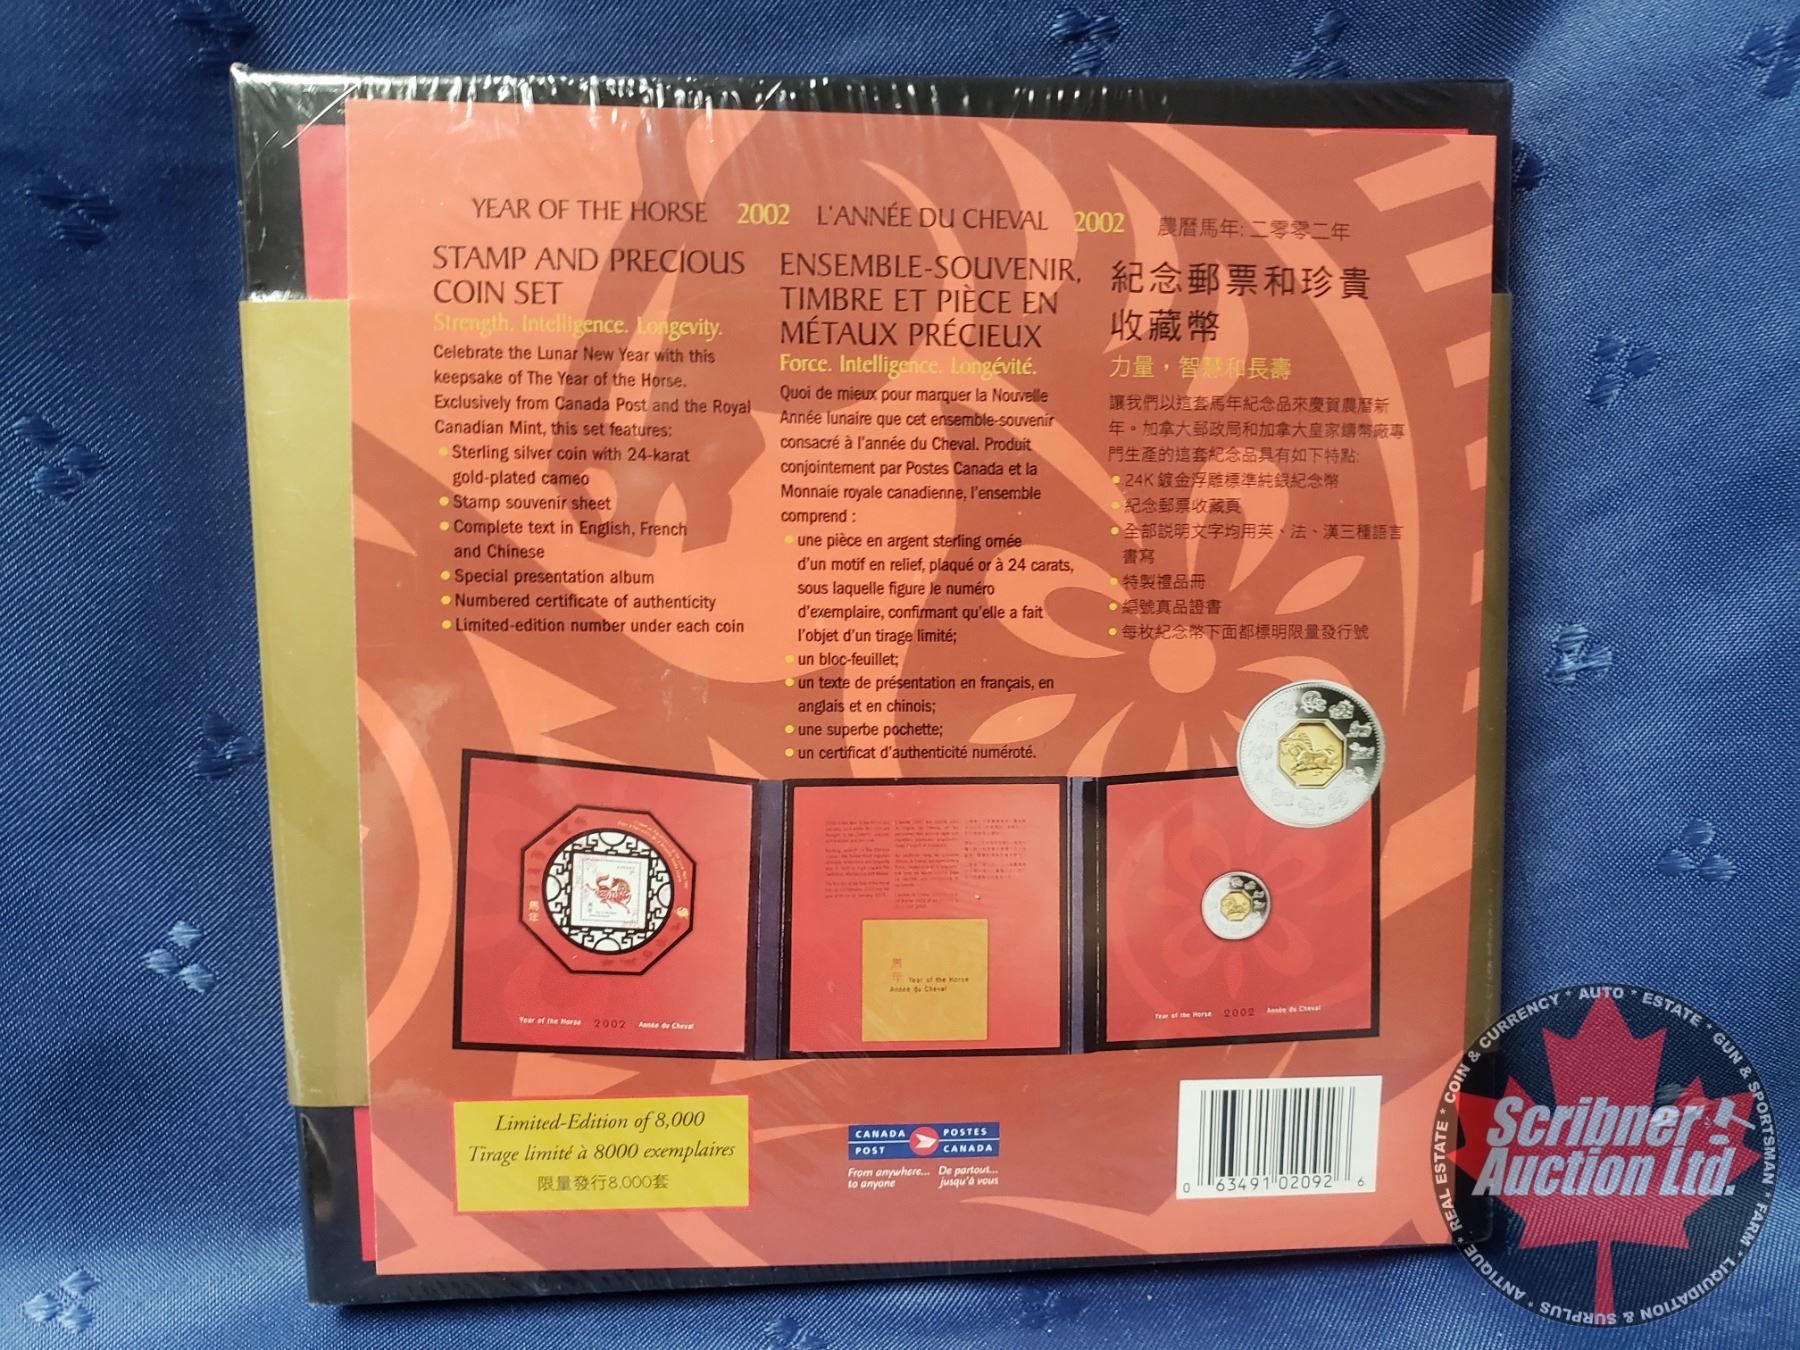 YEAR OF THE HORSE 2002 L'ANNÉE DU CHEVAL 2002 農曆馬年: 二零零二年
STAMP AND PRECIOUS
COIN SET
Strength. Intelligence. Longevity.
Celebrate the Lunar New Year with this
keepsake of The Year of the Horse.
Exclusively from Canada Post and the Royal
Canadian Mint, this set features:
• Sterling silver coin with 24-karat
gold-plated cameo
• Stamp souvenir sheet
• Complete text in English, French
and Chinese
• Special presentation album
• Numbered certificate of authenticity
• Limited-edition number under each coin
ENSEMBLE-SOUVENIR,
TIMBRE ET PIÈCE EN
MÉTAUX PRÉCIEUX
Force. Intelligence. Longévité.
Quoi de mieux pour marquer la Nouvelle
Année lunaire que cet ensemble-souvenir
consacré à l'année du Cheval. Produit
conjointement par Postes Canada et la
Monnaie royale canadienne, l'ensemble
comprend :
• une pièce en argent sterling ornée
d'un motif en relief, plaqué or à 24 carats,
sous laquelle figure le numéro
d'exemplaire, confirmant qu'elle a fait
l'objet d'un tirage limité;
• un bloc-feuillet;
• un texte de présentation en français, en
anglais et en chinois;
• une superbe pochette;
• un certificat d'authenticité numéroté.
紀念郵票和珍貴
收藏幣
力量，智慧和長壽
讓我們以這套馬年紀念品來慶賀農曆新
年。加拿大郵政局和加拿大皇家鑄幣廠專
門生產的這套紀念品具有如下特點:
• 24K鍍金浮雕標準純銀紀念幣
• 紀念郵票收藏頁
• 全部説明文字均用英、法、漢三種語言
書寫
• 特製禮品冊
• 編號真品證書
• 每枚紀念幣下面都標明限量發行號
馬年
Year of the Horse 2002 Année du Cheval
馬
年 Year of the Horse
Année du Cheval
Year of the Horse 2002 Année du Cheval
Limited-Edition of 8,000
Tirage limité à 8000 exemplaires
限量發行8,000套
CANADA POSTES
POST CANADA
From anywhere... De partout...
to anyone jusqu'à vous
0 63491 02092 6
Scribner
Auction Ltd.
ANTIQUE * REAL ESTATE * COIN & CURRENCY * AUTO * ESTATE * GUN & SPORTSMAN * FARM * LIQUIDATION & SURPLUS *